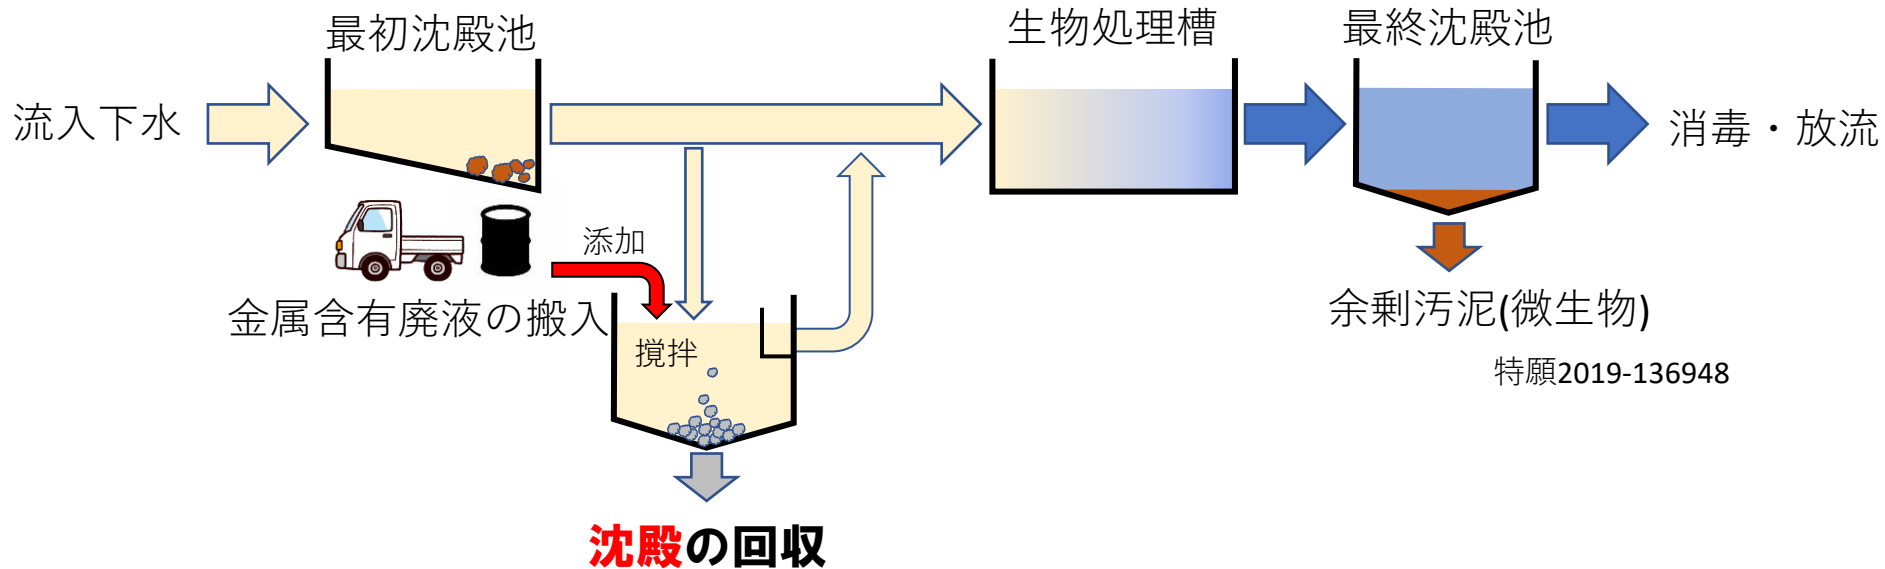 最初沈殿池
生物処理槽
最終沈殿池
流入下水
消毒・放流
添加
金属含有廃液の搬入
撹拌
余剰汚泥(微生物)
特願2019-136948
沈殿の回収